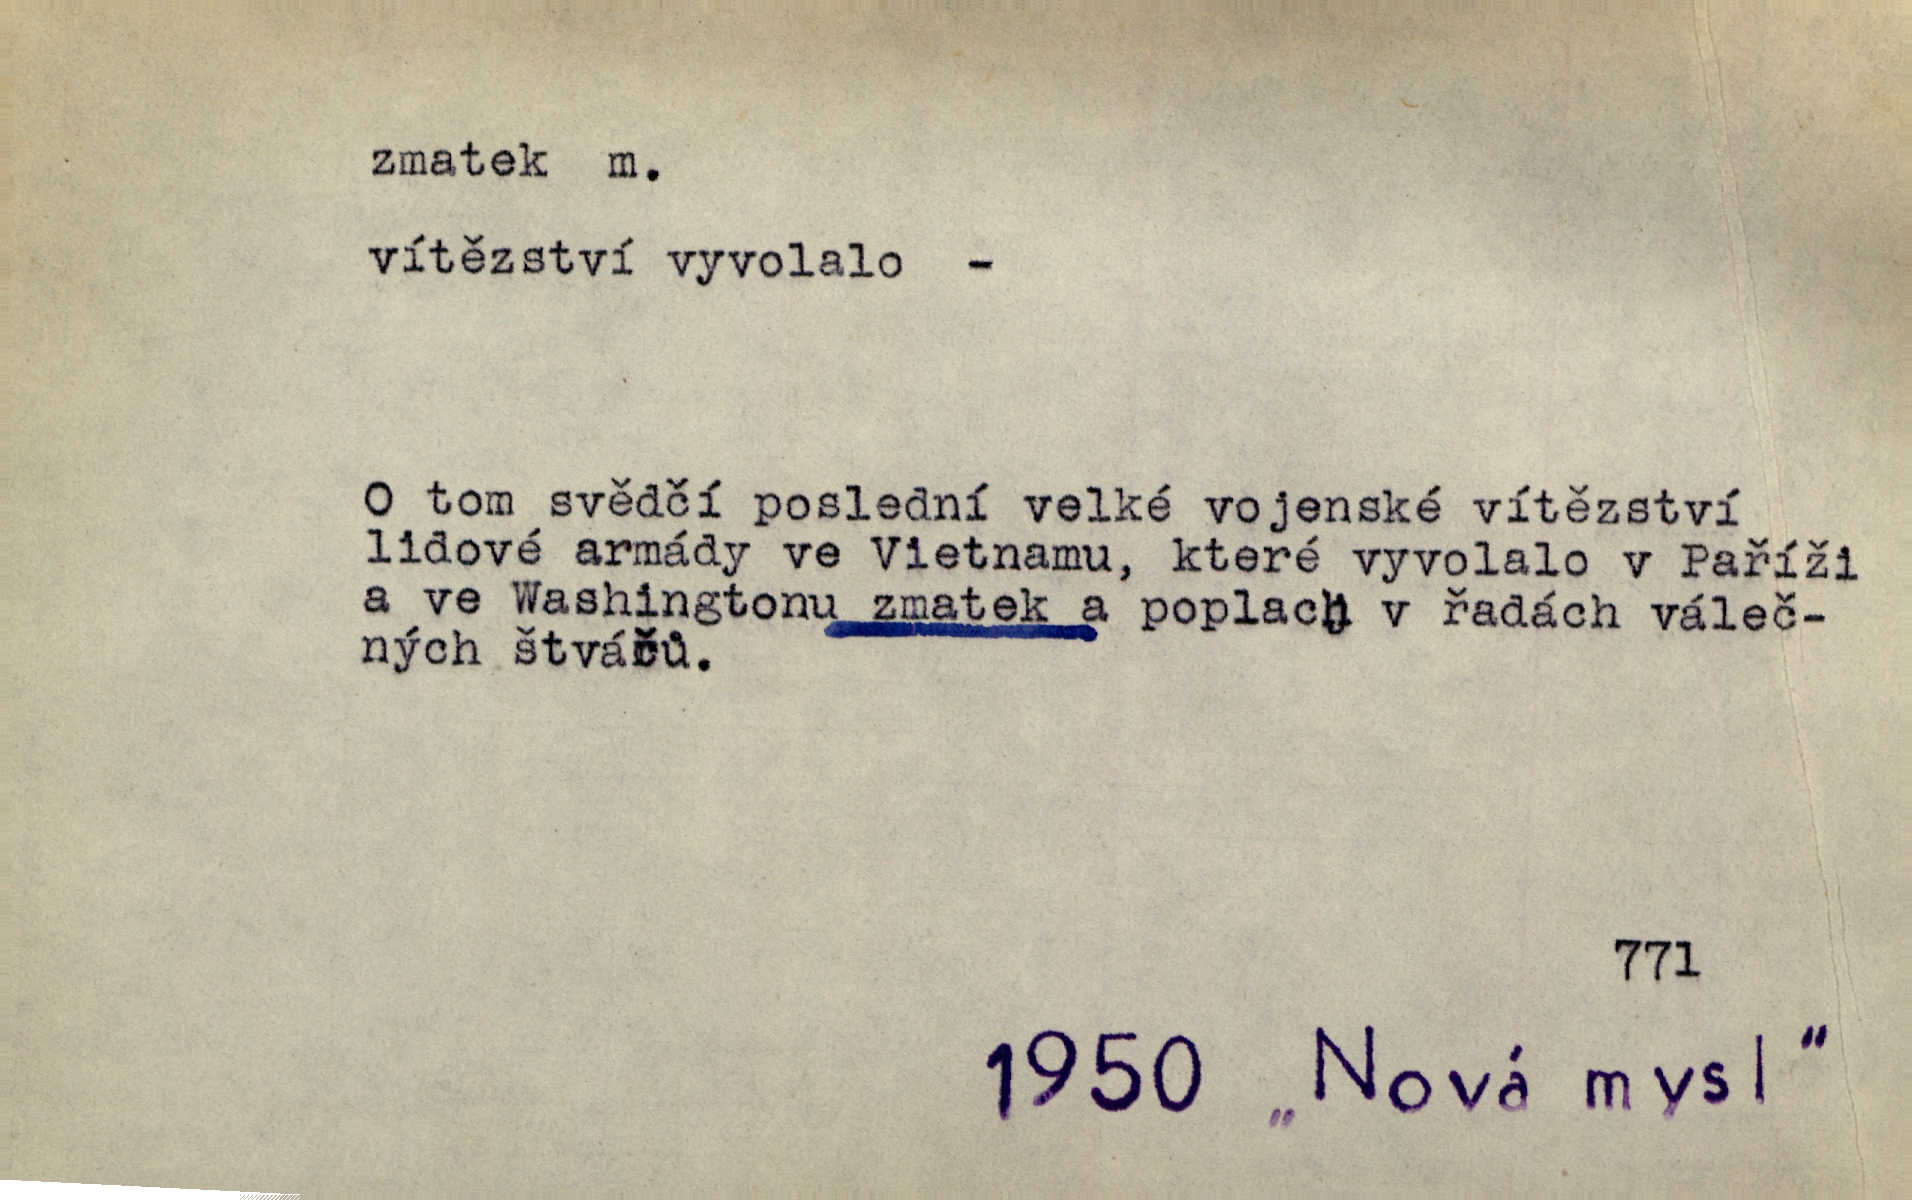 zmatek m.
vítězství vyvolalo -
O tom svědčí poslední velké vojenské vítězství
lidové armády ve Vietnamu, které vyvolalo v Paříži
a ve Washingtonu zmatek a poplach v řadách váleč-
ných štváčů.
771
1950 „Nová mysl“